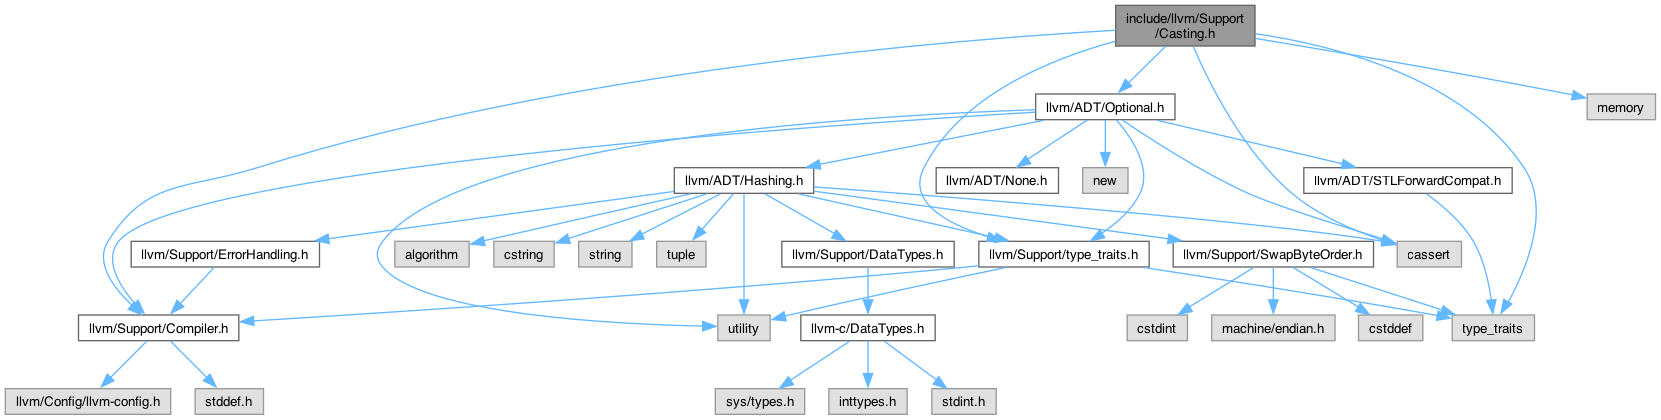 include/llvm/Support
/Casting.h
memory
llvm/ADT/Optional.h
llvm/ADT/Hashing.h
llvm/ADT/None.h
new
llvm/ADT/STLForwardCompat.h
llvm/Support/ErrorHandling.h
algorithm
cstring
string
tuple
llvm/Support/DataTypes.h
llvm/Support/type_traits.h
llvm/Support/SwapByteOrder.h
cassert
llvm/Support/Compiler.h
utility
llvm-c/DataTypes.h
cstdint
machine/endian.h
cstddef
type_traits
llvm/Config/llvm-config.h
stddef.h
sys/types.h
inttypes.h
stdint.h